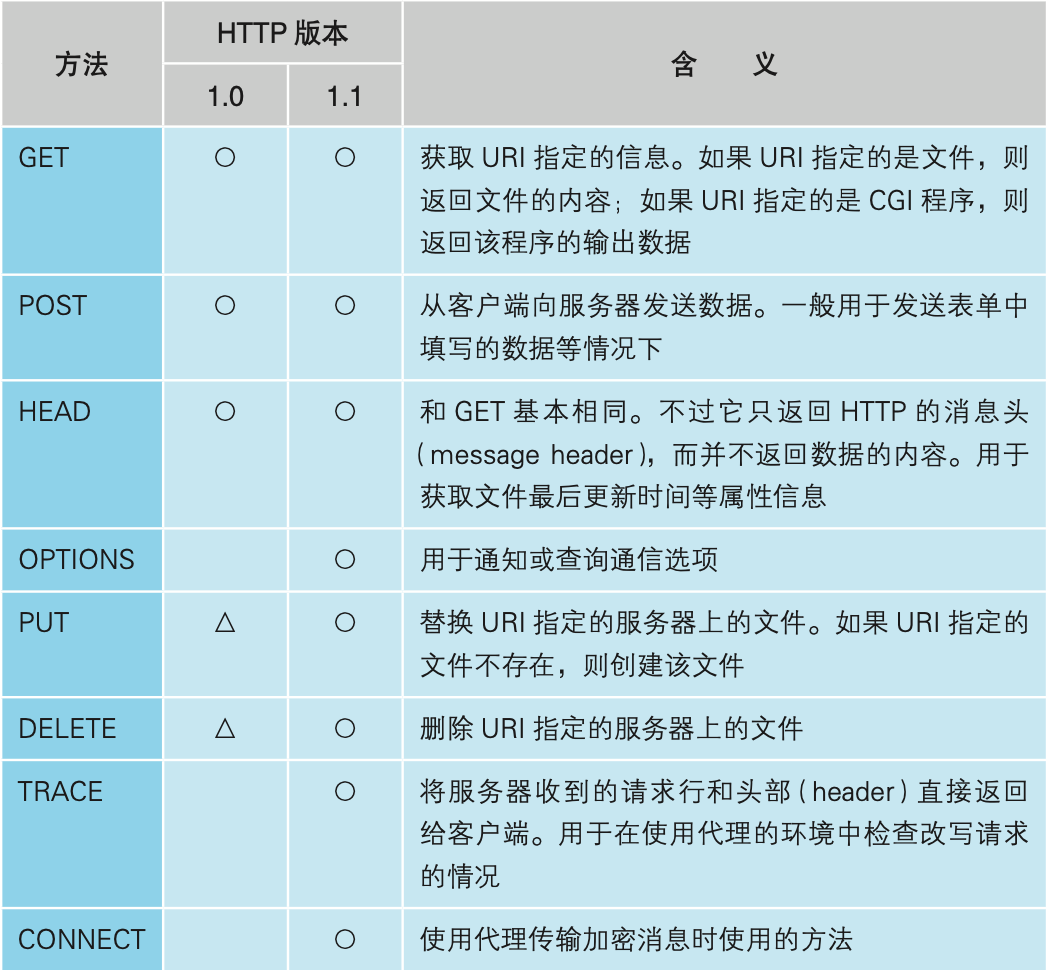 方法
HTTP 版本
含 义
1.0
1.1
GET
○
○
获取 URI 指定的信息。如果 URI 指定的是文件，则
返回文件的内容；如果 URI 指定的是 CGI 程序，则
返回该程序的输出数据
POST
○
○
从客户端向服务器发送数据。一般用于发送表单中
填写的数据等情况下
HEAD
○
○
和 GET 基本相同。不过它只返回 HTTP 的消息头
（message header），而并不返回数据的内容。用于
获取文件最后更新时间等属性信息
OPTIONS
○
用于通知或查询通信选项
PUT
△
○
替换 URI 指定的服务器上的文件。如果 URI 指定的
文件不存在，则创建该文件
DELETE
△
○
删除 URI 指定的服务器上的文件
TRACE
○
将服务器收到的请求行和头部（header）直接返回
给客户端。用于在使用代理的环境中检查改写请求
的情况
CONNECT
○
使用代理传输加密消息时使用的方法